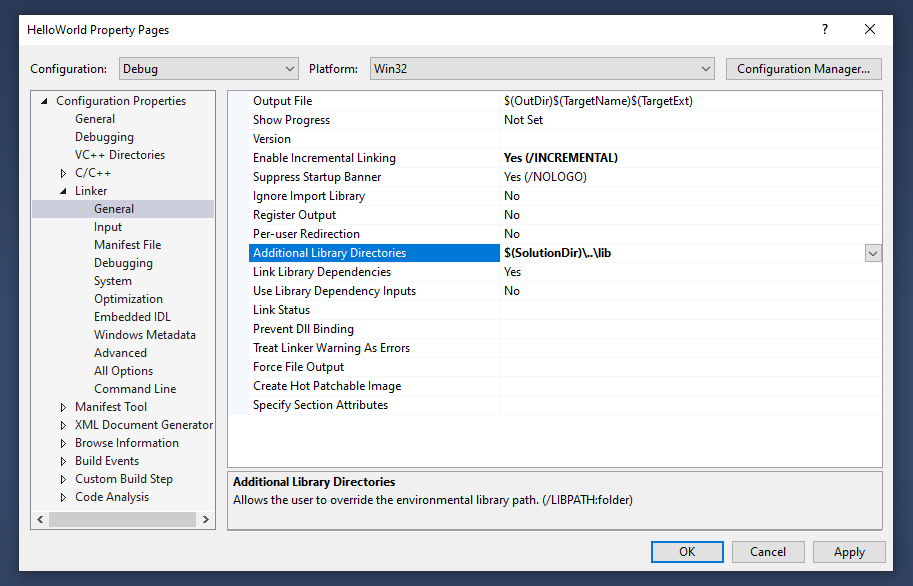 HelloWorld Property Pages
?
Configuration: Debug Platform: Win32 Configuration Manager...
Configuration Properties
General
Debugging
VC++ Directories
C/C++
Linker
General
Input
Manifest File
Debugging
System
Optimization
Embedded IDL
Windows Metadata
Advanced
All Options
Command Line
Manifest Tool
XML Document Generator
Browse Information
Build Events
Custom Build Step
Code Analysis
Output File $(OutDir)$(TargetName)$(TargetExt)
Show Progress Not Set
Version
Enable Incremental Linking Yes (/INCREMENTAL)
Suppress Startup Banner Yes (/NOLOGO)
Ignore Import Library No
Register Output No
Per-user Redirection No
Additional Library Directories $(SolutionDir)\..\lib
Link Library Dependencies Yes
Use Library Dependency Inputs No
Link Status
Prevent Dll Binding
Treat Linker Warning As Errors
Force File Output
Create Hot Patchable Image
Specify Section Attributes
Additional Library Directories
Allows the user to override the environmental library path. (/LIBPATH:folder)
OK Cancel Apply